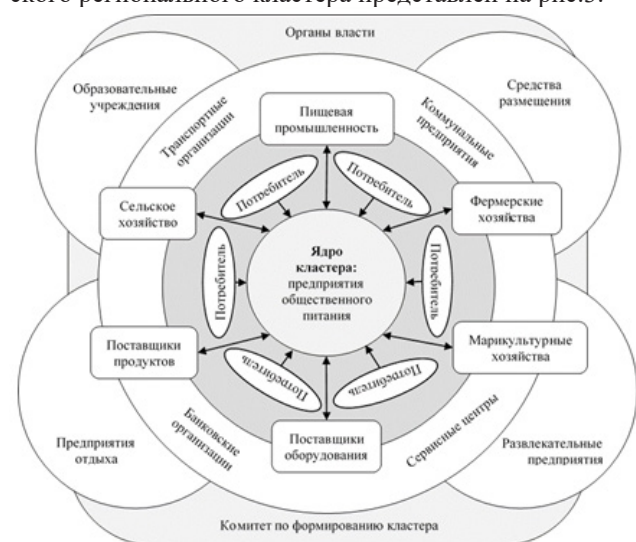 ского регионального кластера представлен на рис.3.
Органы власти
Образовательные
учреждения
Средства
размещения
Транспортные
организации
Коммунальные
предприятия
Пищевая
промышленность
Потребитель
Потребитель
Сельское
хозяйство
Фермерские
хозяйства
Ядро
кластера:
предприятия
общественного
питания
Потребитель
Потребитель
Поставщики
продуктов
Марикультурные
хозяйства
Потребитель
Потребитель
Банковские
организации
Сервисные центры
Поставщики
оборудования
Предприятия
отдыха
Развлекательные
предприятия
Комитет по формированию кластера